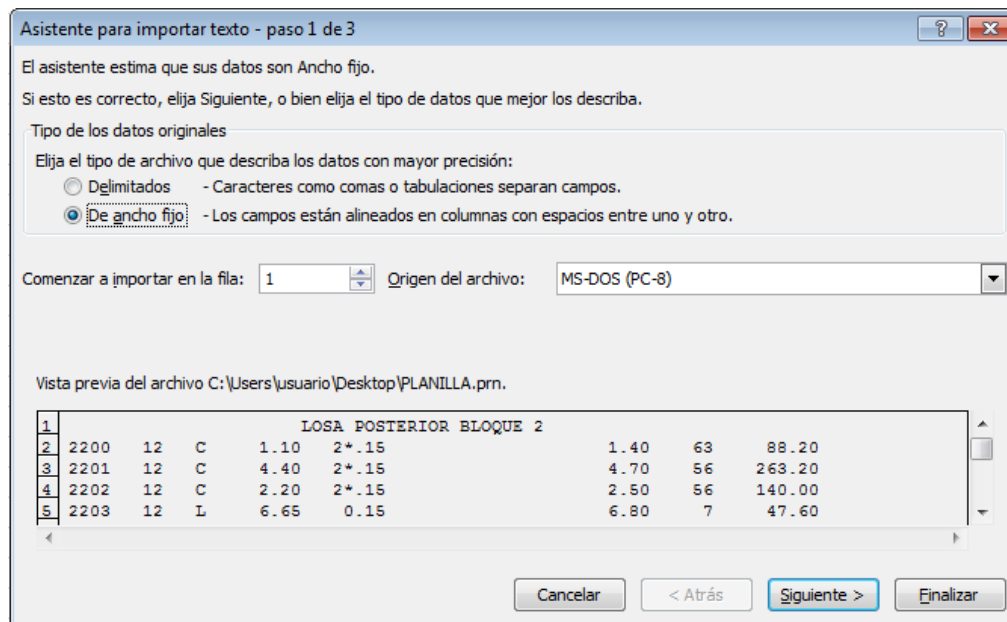 Asistente para importar texto - paso 1 de 3
El asistente estima que sus datos son Ancho fijo.
Si esto es correcto, elija Siguiente, o bien elija el tipo de datos que mejor los describa.
Tipo de los datos originales
Elija el tipo de archivo que describa los datos con mayor precisión:
Delimitados - Caracteres como comas o tabulaciones separan campos.
De ancho fijo - Los campos están alineados en columnas con espacios entre uno y otro.
Comenzar a importar en la fila: 1 Origen del archivo: MS-DOS (PC-8)
Vista previa del archivo C:\Users\usuario\Desktop\PLANILLA.prn.
1 LOSA POSTERIOR BLOQUE 2
2 2200 12 C 1.10 2*.15 1.40 63 88.20
3 2201 12 C 4.40 2*.15 4.70 56 263.20
4 2202 12 C 2.20 2*.15 2.50 56 140.00
5 2203 12 L 6.65 0.15 6.80 7 47.60
Cancelar < Atrás Siguiente > Finalizar